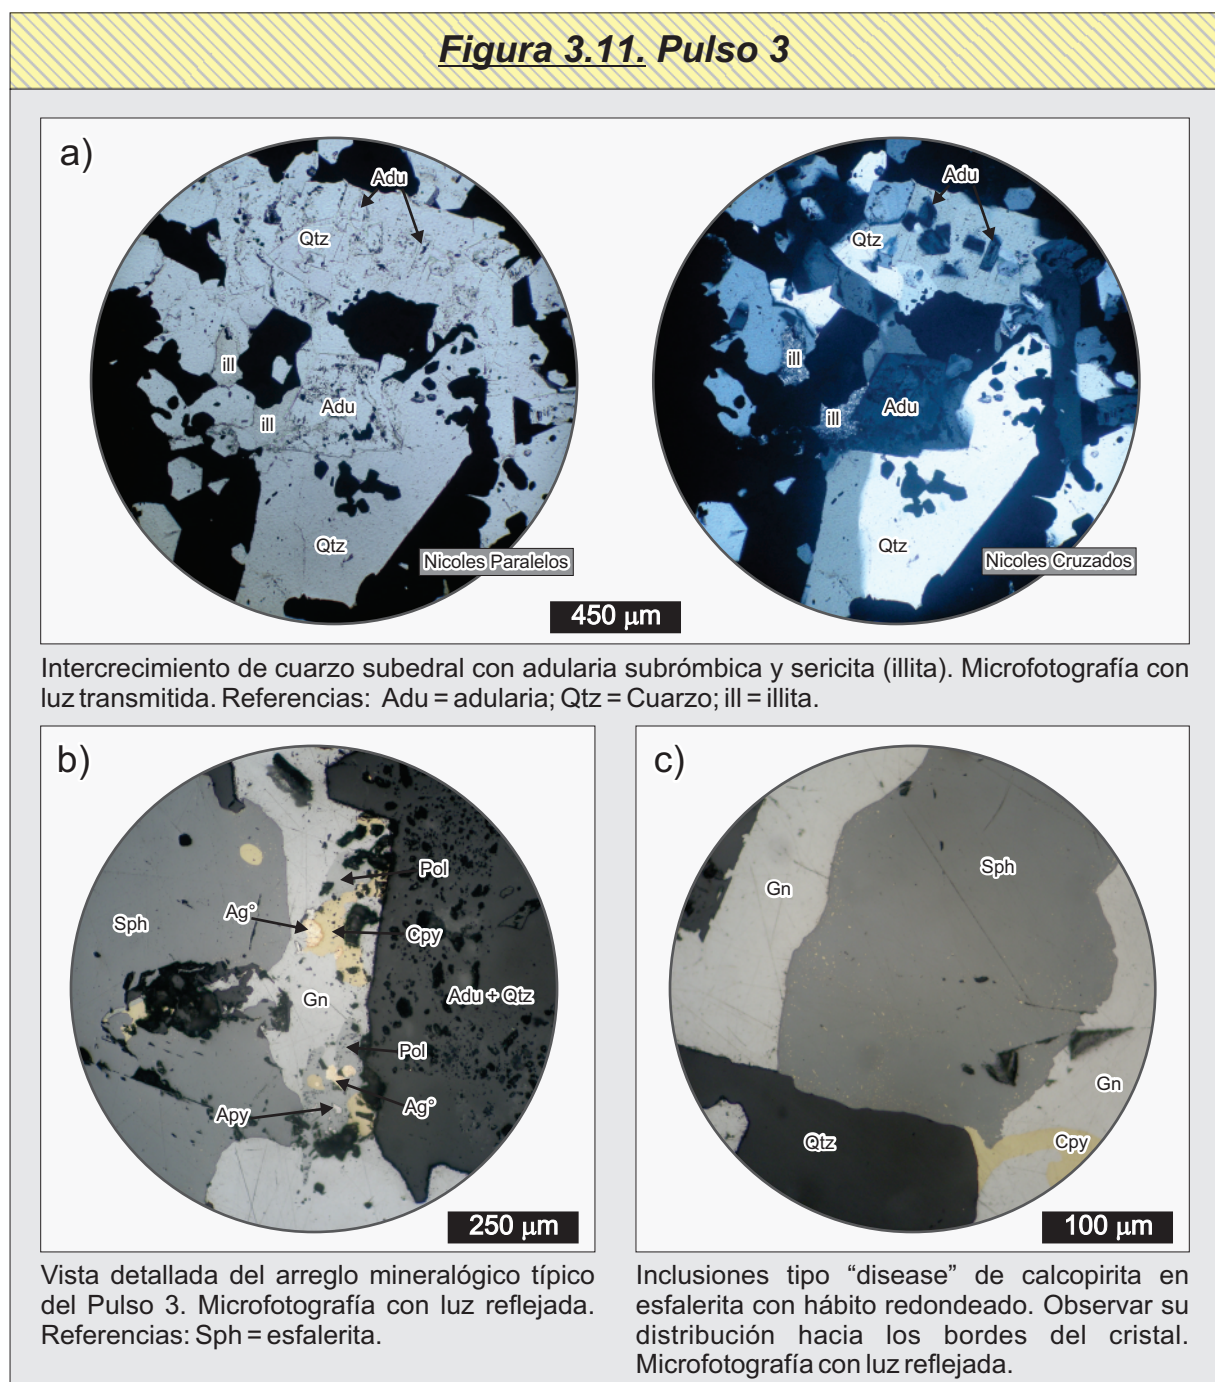 Figura 3.11. Pulso 3
a)
Adu
Qtz
ill
ill
Adu
Qtz
Nicoles Paralelos
Adu
Qtz
ill
ill
Adu
Qtz
Nicoles Cruzados
450 μm
Intercrecimiento de cuarzo subedral con adularia subrómbica y sericita (illita). Microfotografía con
luz transmitida. Referencias: Adu = adularia; Qtz = Cuarzo; ill = illita.
b)
Pol
Ag°
Sph
Cpy
Gn
Adu + Qtz
Pol
Apy
Ag°
250 μm
Vista detallada del arreglo mineralógico típico
del Pulso 3. Microfotografía con luz reflejada.
Referencias: Sph = esfalerita.
c)
Sph
Gn
Gn
Qtz
Cpy
100 μm
Inclusiones tipo “disease” de calcopirita en
esfalerita con hábito redondeado. Observar su
distribución hacia los bordes del cristal.
Microfotografía con luz reflejada.